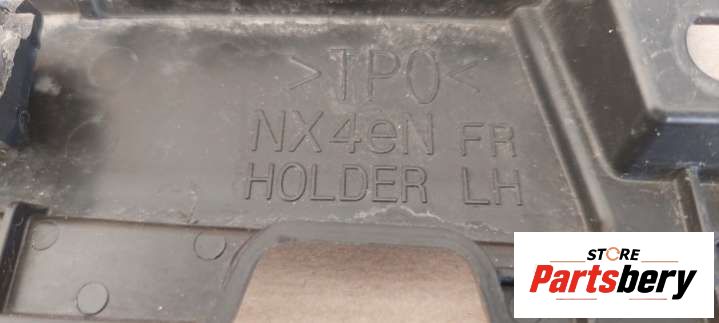 >TPO<
NX4eN FR
HOLDER LH
STORE
Partsbery